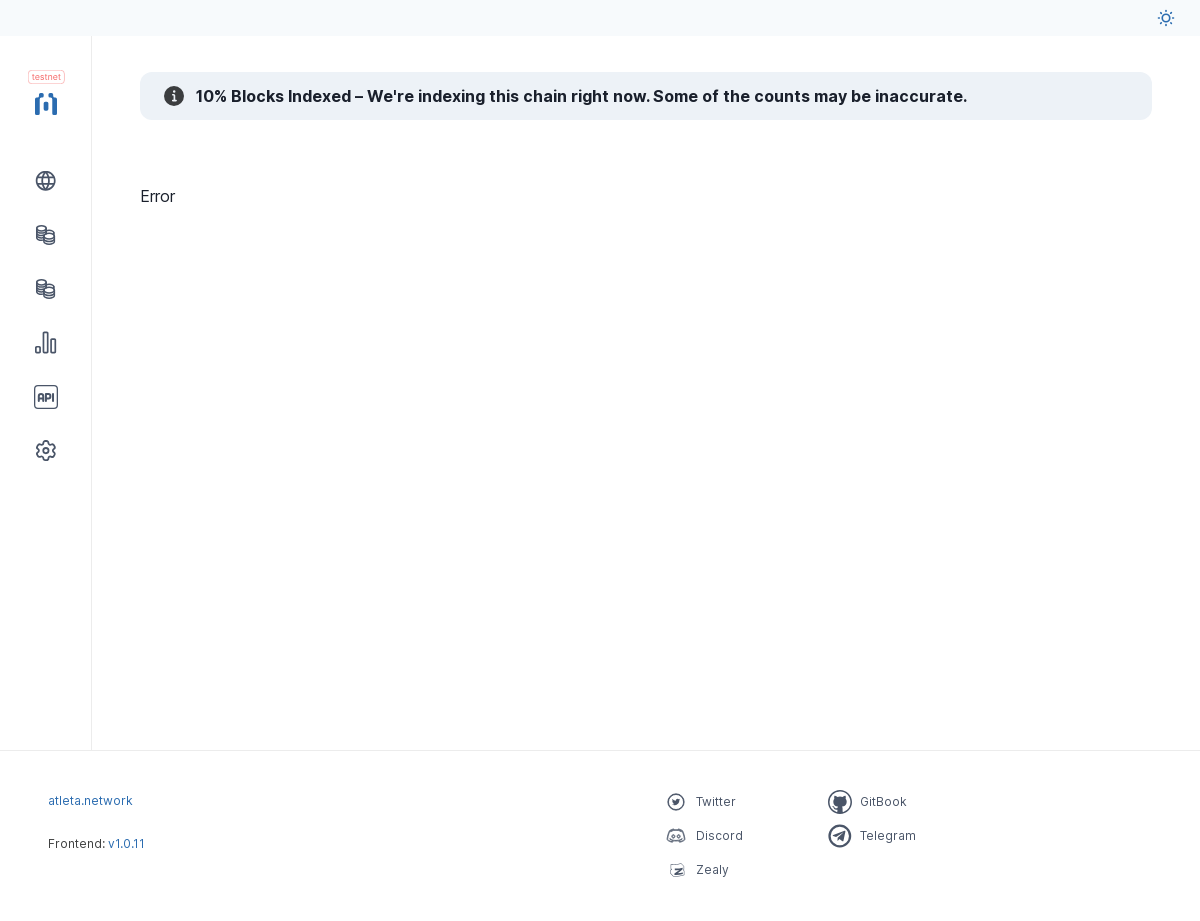 testnet
10% Blocks Indexed – We're indexing this chain right now. Some of the counts may be inaccurate.
Error
API
atleta.network
Frontend: v1.0.11
Twitter
GitBook
Discord
Telegram
Zealy